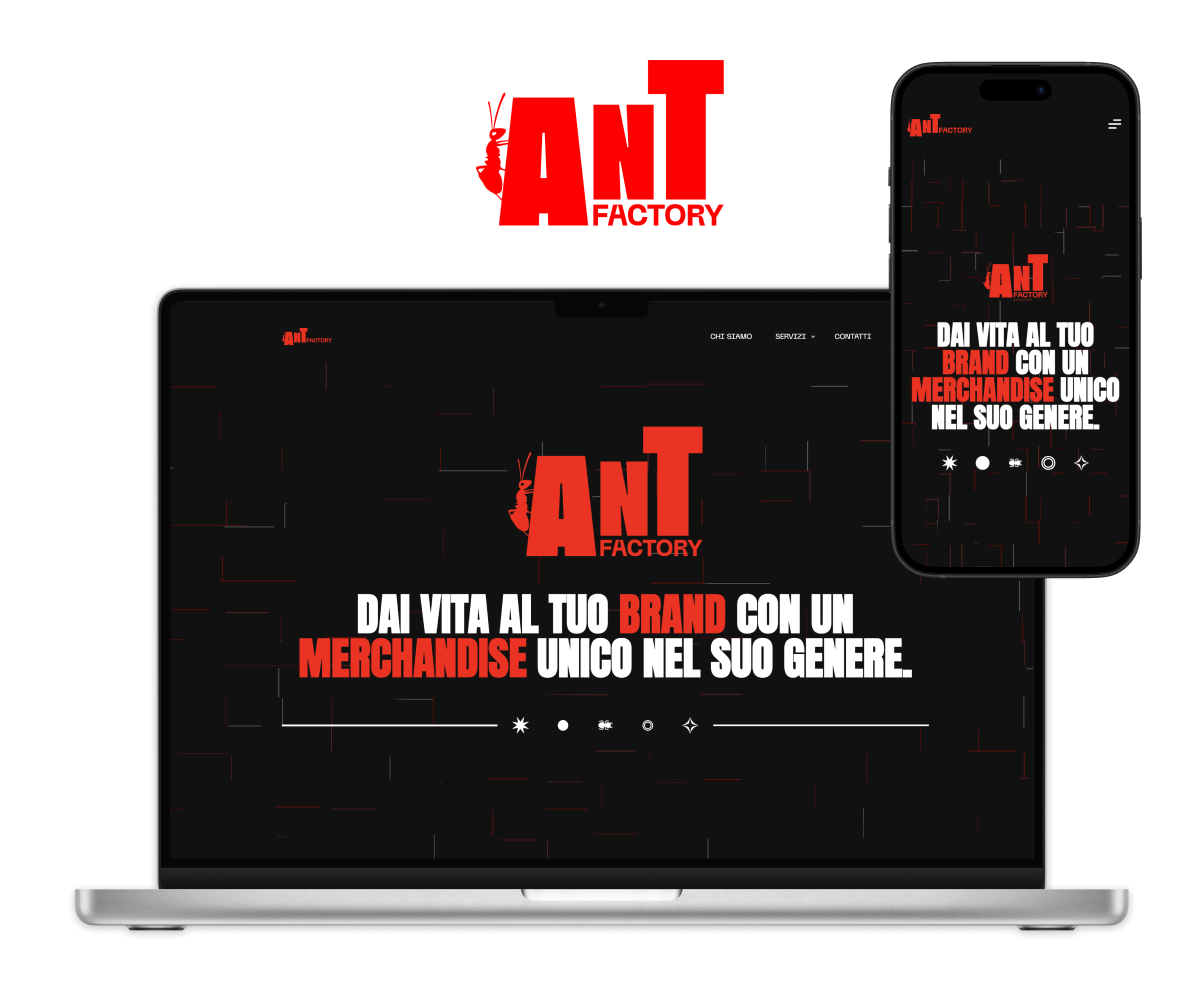 ANT
FACTORY
ANT FACTORY
CHI SIAMO
SERVIZI
CONTATTI
ANT
FACTORY
DAI VITA AL TUO BRAND CON UN
MERCHANDISE UNICO NEL SUO GENERE.
ANT FACTORY
ANT
FACTORY
DAI VITA AL TUO
BRAND CON UN
MERCHANDISE UNICO
NEL SUO GENERE.